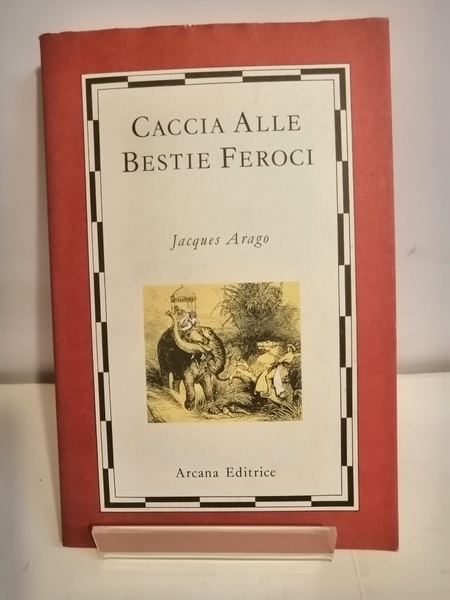 CACCIA ALLE
BESTIE FEROCI
Jacques Arago
Arcana Editrice